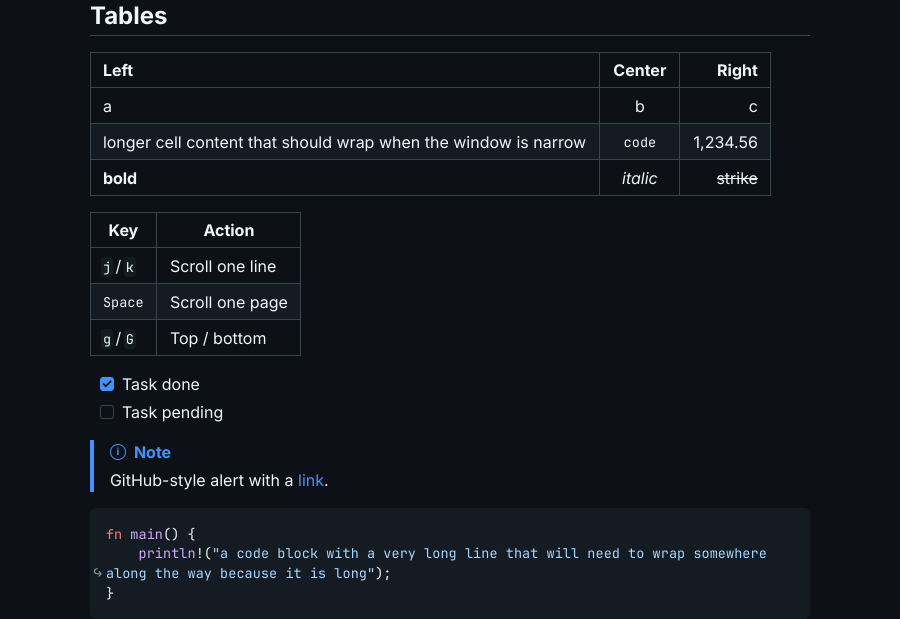 Tables
Left Center Right
a b c
longer cell content that should wrap when the window is narrow code 1,234.56
bold italic strike
Key Action
j / k Scroll one line
Space Scroll one page
g / G Top / bottom
Task done
Task pending
Note
GitHub-style alert with a link.
fn main() {
    println!("a code block with a very long line that will need to wrap somewhere
along the way because it is long");
}